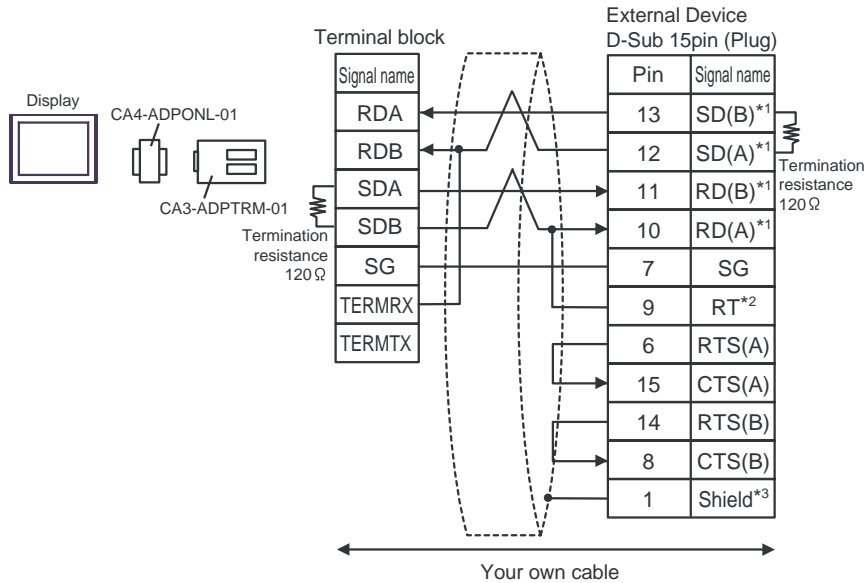 External Device
D-Sub 15pin (Plug)
Terminal block
Signal name
RDA
RDB
SDA
SDB
SG
TERMRX
TERMTX
Pin Signal name
13 SD(B)*1
12 SD(A)*1
11 RD(B)*1
10 RD(A)*1
7 SG
9 RT*2
6 RTS(A)
15 CTS(A)
14 RTS(B)
8 CTS(B)
1 Shield*3
Display
CA4-ADPONL-01
CA3-ADPTRM-01
Termination
resistance
120Ω
Termination
resistance
120Ω
Your own cable